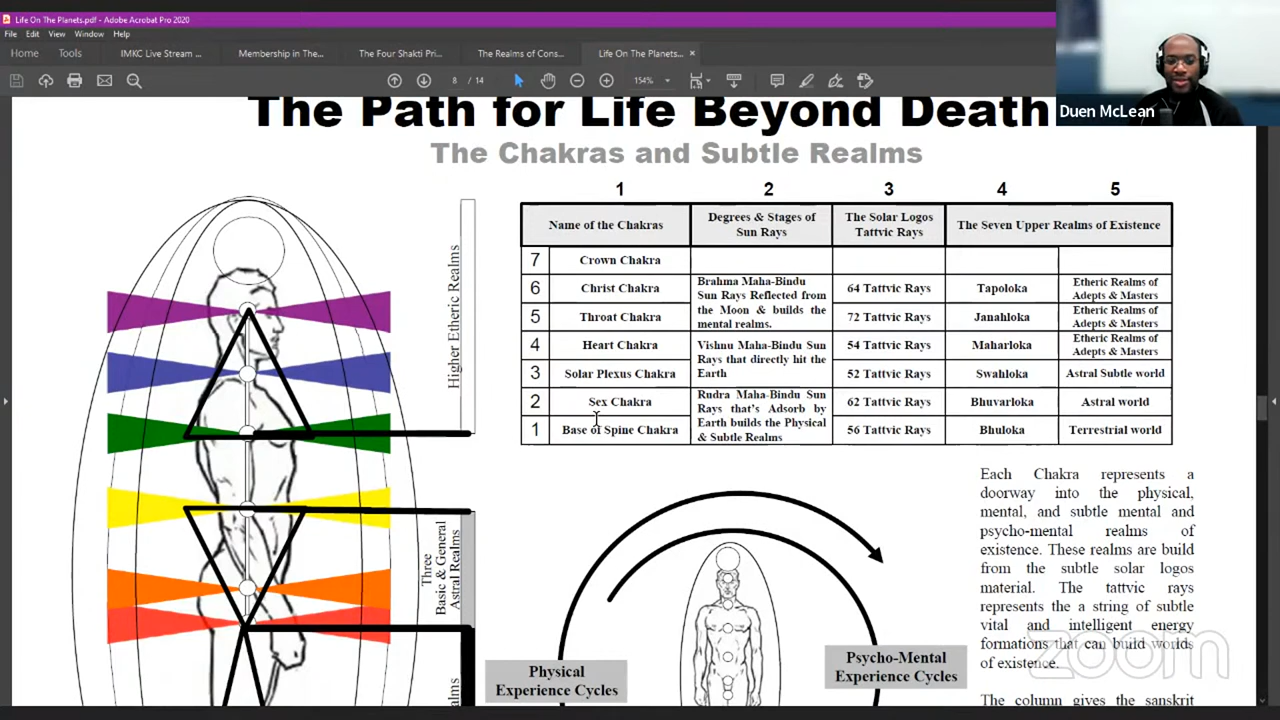 Life On The Planets.pdf - Adobe Acrobat Pro 2020
File Edit View Window Help
Home Tools IMKC Live Stream ... Membership in The... The Four Shakti Pri... The Realms of Cons... Life On The Planets... ×
8 14 154%
Duen McLean
The Path for Life Beyond Death
The Chakras and Subtle Realms
1 2 3 4 5
Name of the Chakras
Degrees & Stages of
Sun Rays
The Solar Logos
Tattvic Rays
The Seven Upper Realms of Existence
7 Crown Chakra
6 Christ Chakra
5 Throat Chakra
Brahma Maha-Bindu
Sun Rays Reflected from
the Moon & builds the
mental realms.
64 Tattvic Rays Tapoloka
Etheric Realms of
Adepts & Masters
72 Tattvic Rays Janahloka
Etheric Realms of
Adepts & Masters
4 Heart Chakra
3 Solar Plexus Chakra
Vishnu Maha-Bindu Sun
Rays that directly hit the
Earth
54 Tattvic Rays Maharloka
Etheric Realms of
Adepts & Masters
52 Tattvic Rays Swahloka Astral Subtle world
2 Sex Chakra
1 Base of Spine Chakra
Rudra Maha-Bindu Sun
Rays that's Adsorb by
Earth builds the Physical
& Subtle Realms
62 Tattvic Rays Bhuvarloka Astral world
56 Tattvic Rays Bhuloka Terrestrial world
Higher Etheric Realms
Three
Basic & General
Astral Realms
Physical
Experience Cycles
Psycho-Mental
Experience Cycles
Each Chakra represents a
doorway into the physical,
mental, and subtle mental and
psycho-mental realms of
existence. These realms are build
from the subtle solar logos
material. The tattvic rays
represents the a string of subtle
vital and intelligent energy
formations that can build worlds
of existence.
The column gives the sanskrit
zoom